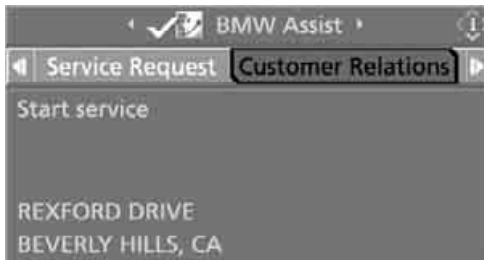 BMW Assist
Service Request Customer Relations
Start service
REXFORD DRIVE
BEVERLY HILLS, CA